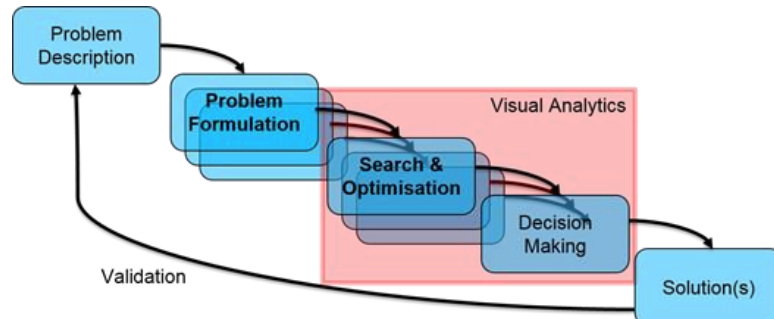 Problem
Description
Problem
Formulation
Visual Analytics
Search &
Optimisation
Decision
Making
Validation
Solution(s)